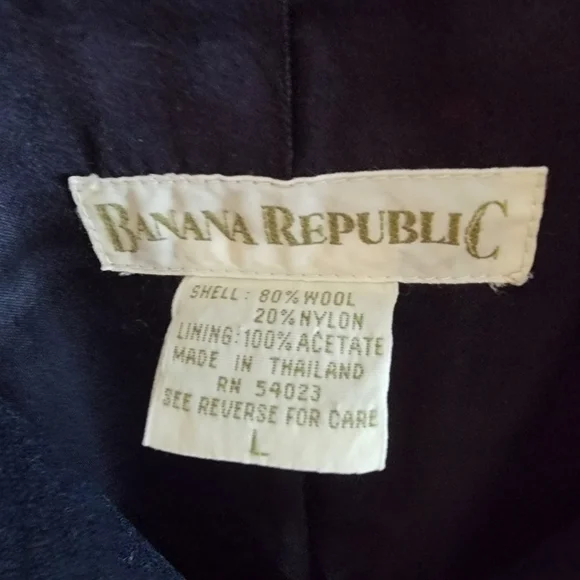 BANANA REPUBLIC
SHELL: 80% WOOL
20% NYLON
LINING: 100% ACETATE
MADE IN THAILAND
RN 54023
SEE REVERSE FOR CARE
L